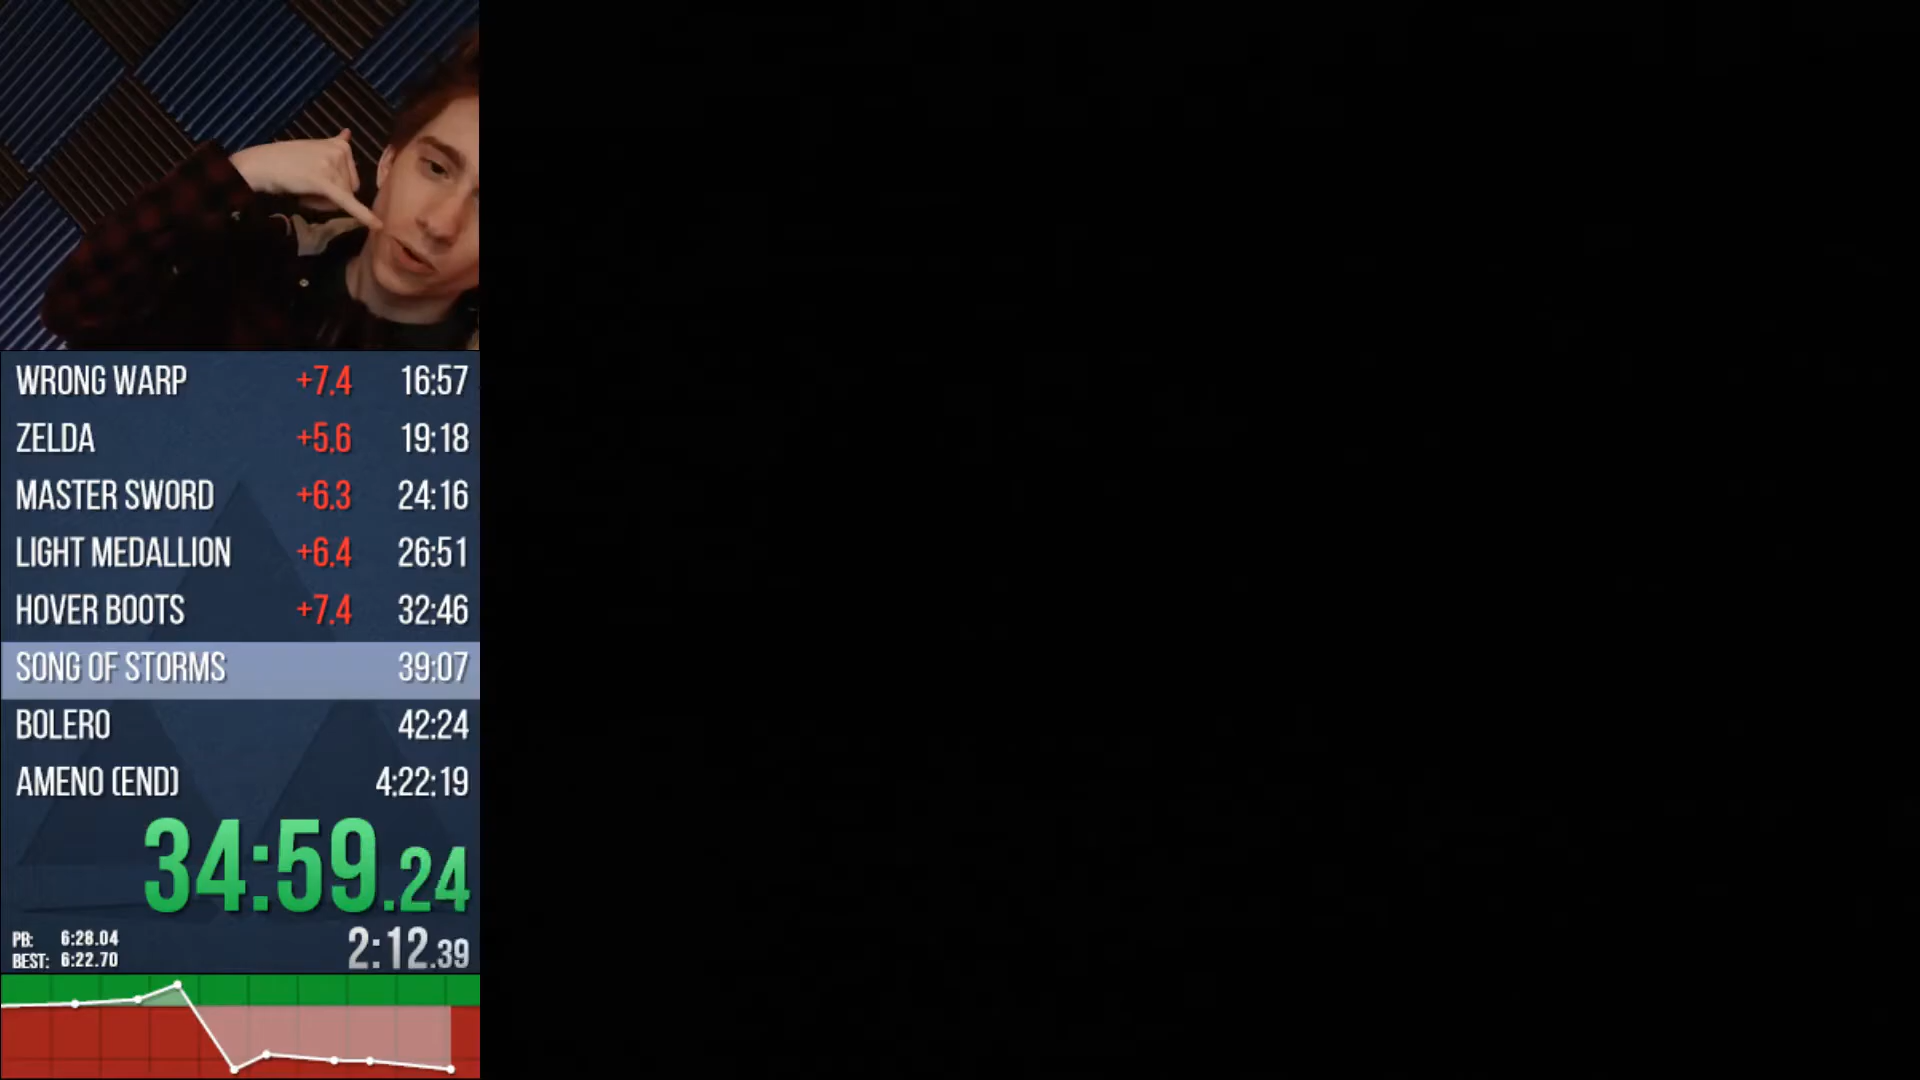 WRONG WARP +7.4 16:57
ZELDA +5.6 19:18
MASTER SWORD +6.3 24:16
LIGHT MEDALLION +6.4 26:51
HOVER BOOTS +7.4 32:46
SONG OF STORMS 39:07
BOLERO 42:24
AMENO (END) 4:22:19
34:59.24
PB: 6:28.04 2:12.39
BEST: 6:22.70